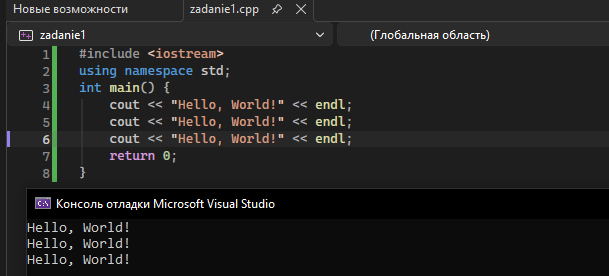 Новые возможности
zadanie1.cpp
zadanie1
(Глобальная область)
1 #include <iostream>
2 using namespace std;
3 int main() {
4 cout << "Hello, World!" << endl;
5 cout << "Hello, World!" << endl;
6 cout << "Hello, World!" << endl;
7 return 0;
8 }
Консоль отладки Microsoft Visual Studio
Hello, World!
Hello, World!
Hello, World!